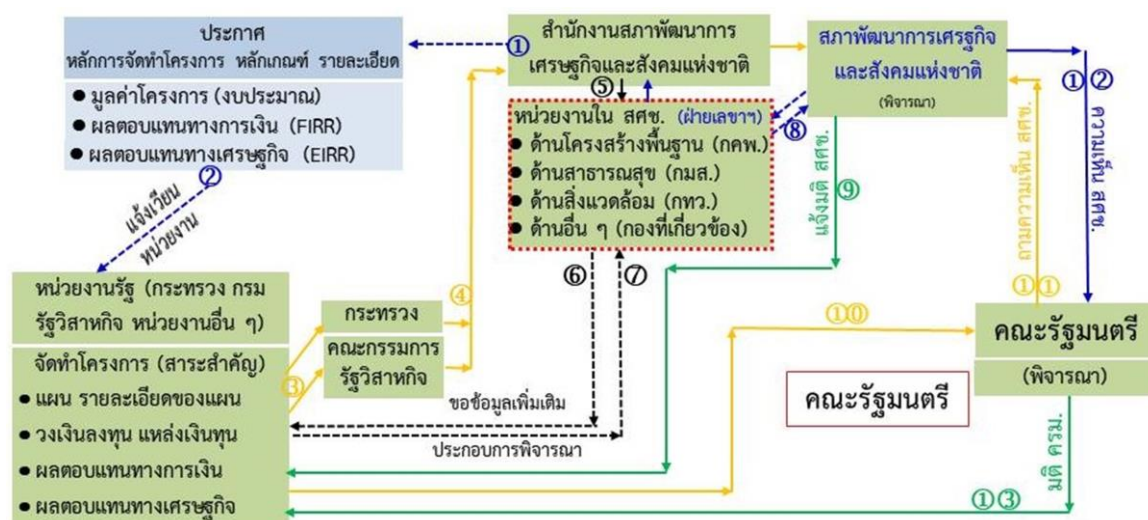 ประกาศ
หลักการจัดทำโครงการ หลักเกณฑ์ รายละเอียด
● มูลค่าโครงการ (งบประมาณ)
● ผลตอบแทนทางการเงิน (FIRR)
● ผลตอบแทนทางเศรษฐกิจ (EIRR)
①
②
แจ้งเวียน
หน่วยงาน
สำนักงานสภาพัฒนาการ
เศรษฐกิจและสังคมแห่งชาติ
⑤
หน่วยงานใน สศช. (ฝ่ายเลขาฯ)
● ด้านโครงสร้างพื้นฐาน (กคพ.)
● ด้านสาธารณสุข (กมส.)
● ด้านสิ่งแวดล้อม (กทว.)
● ด้านอื่น ๆ (กองที่เกี่ยวข้อง)
สภาพัฒนาการเศรฐกิจ
และสังคมแห่งชาติ
(พิจารณา)
⑧
แจ้งมติ สศช.
⑨
ถามความเห็น สศช.
①①
①②
ความเห็น สศช.
หน่วยงานรัฐ (กระทรวง กรม
รัฐวิสาหกิจ หน่วยงานอื่น ๆ)
จัดทำโครงการ (สาระสำคัญ)
● แผน รายละเอียดของแผน
● วงเงินลงทุน แหล่งเงินทุน
● ผลตอบแทนทางการเงิน
● ผลตอบแทนทางเศรษฐกิจ
③
กระทรวง
คณะกรรมการ
รัฐวิสาหกิจ
④
⑥
⑦
ขอข้อมูลเพิ่มเติม
ประกอบการพิจารณา
①⓪
คณะรัฐมนตรี
(พิจารณา)
คณะรัฐมนตรี
มติ ครม.
①③